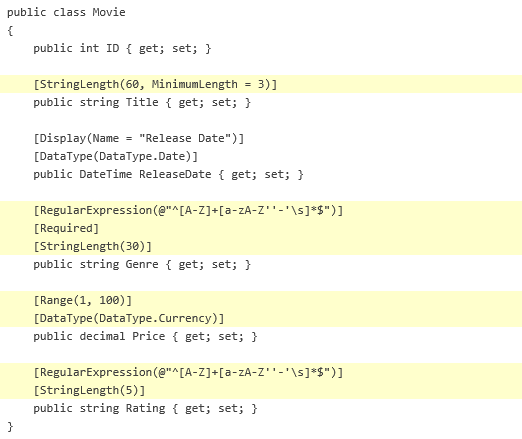 public class Movie
{
    public int ID { get; set; }

    [StringLength(60, MinimumLength = 3)]
    public string Title { get; set; }

    [Display(Name = "Release Date")]
    [DataType(DataType.Date)]
    public DateTime ReleaseDate { get; set; }

    [RegularExpression(@"^[A-Z]+[a-zA-Z''-'\s]*$")]
    [Required]
    [StringLength(30)]
    public string Genre { get; set; }

    [Range(1, 100)]
    [DataType(DataType.Currency)]
    public decimal Price { get; set; }

    [RegularExpression(@"^[A-Z]+[a-zA-Z''-'\s]*$")]
    [StringLength(5)]
    public string Rating { get; set; }
}